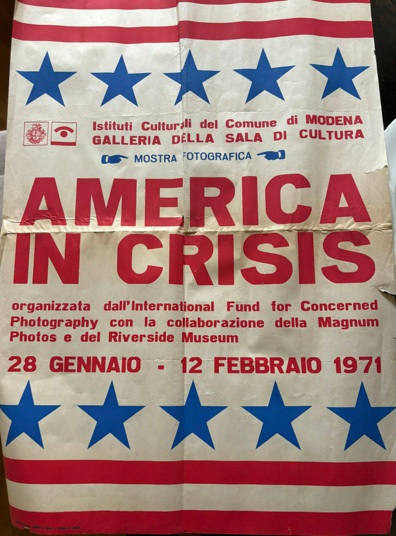 Istituti Culturali del Comune di MODENA
GALLERIA DELLA SALA DI CULTURA
MOSTRA FOTOGRAFICA
AMERICA
IN CRISIS
organizzata dall'International Fund for Concerned
Photography con la collaborazione della Magnum
Photos e del Riverside Museum
28 GENNAIO - 12 FEBBRAIO 1971